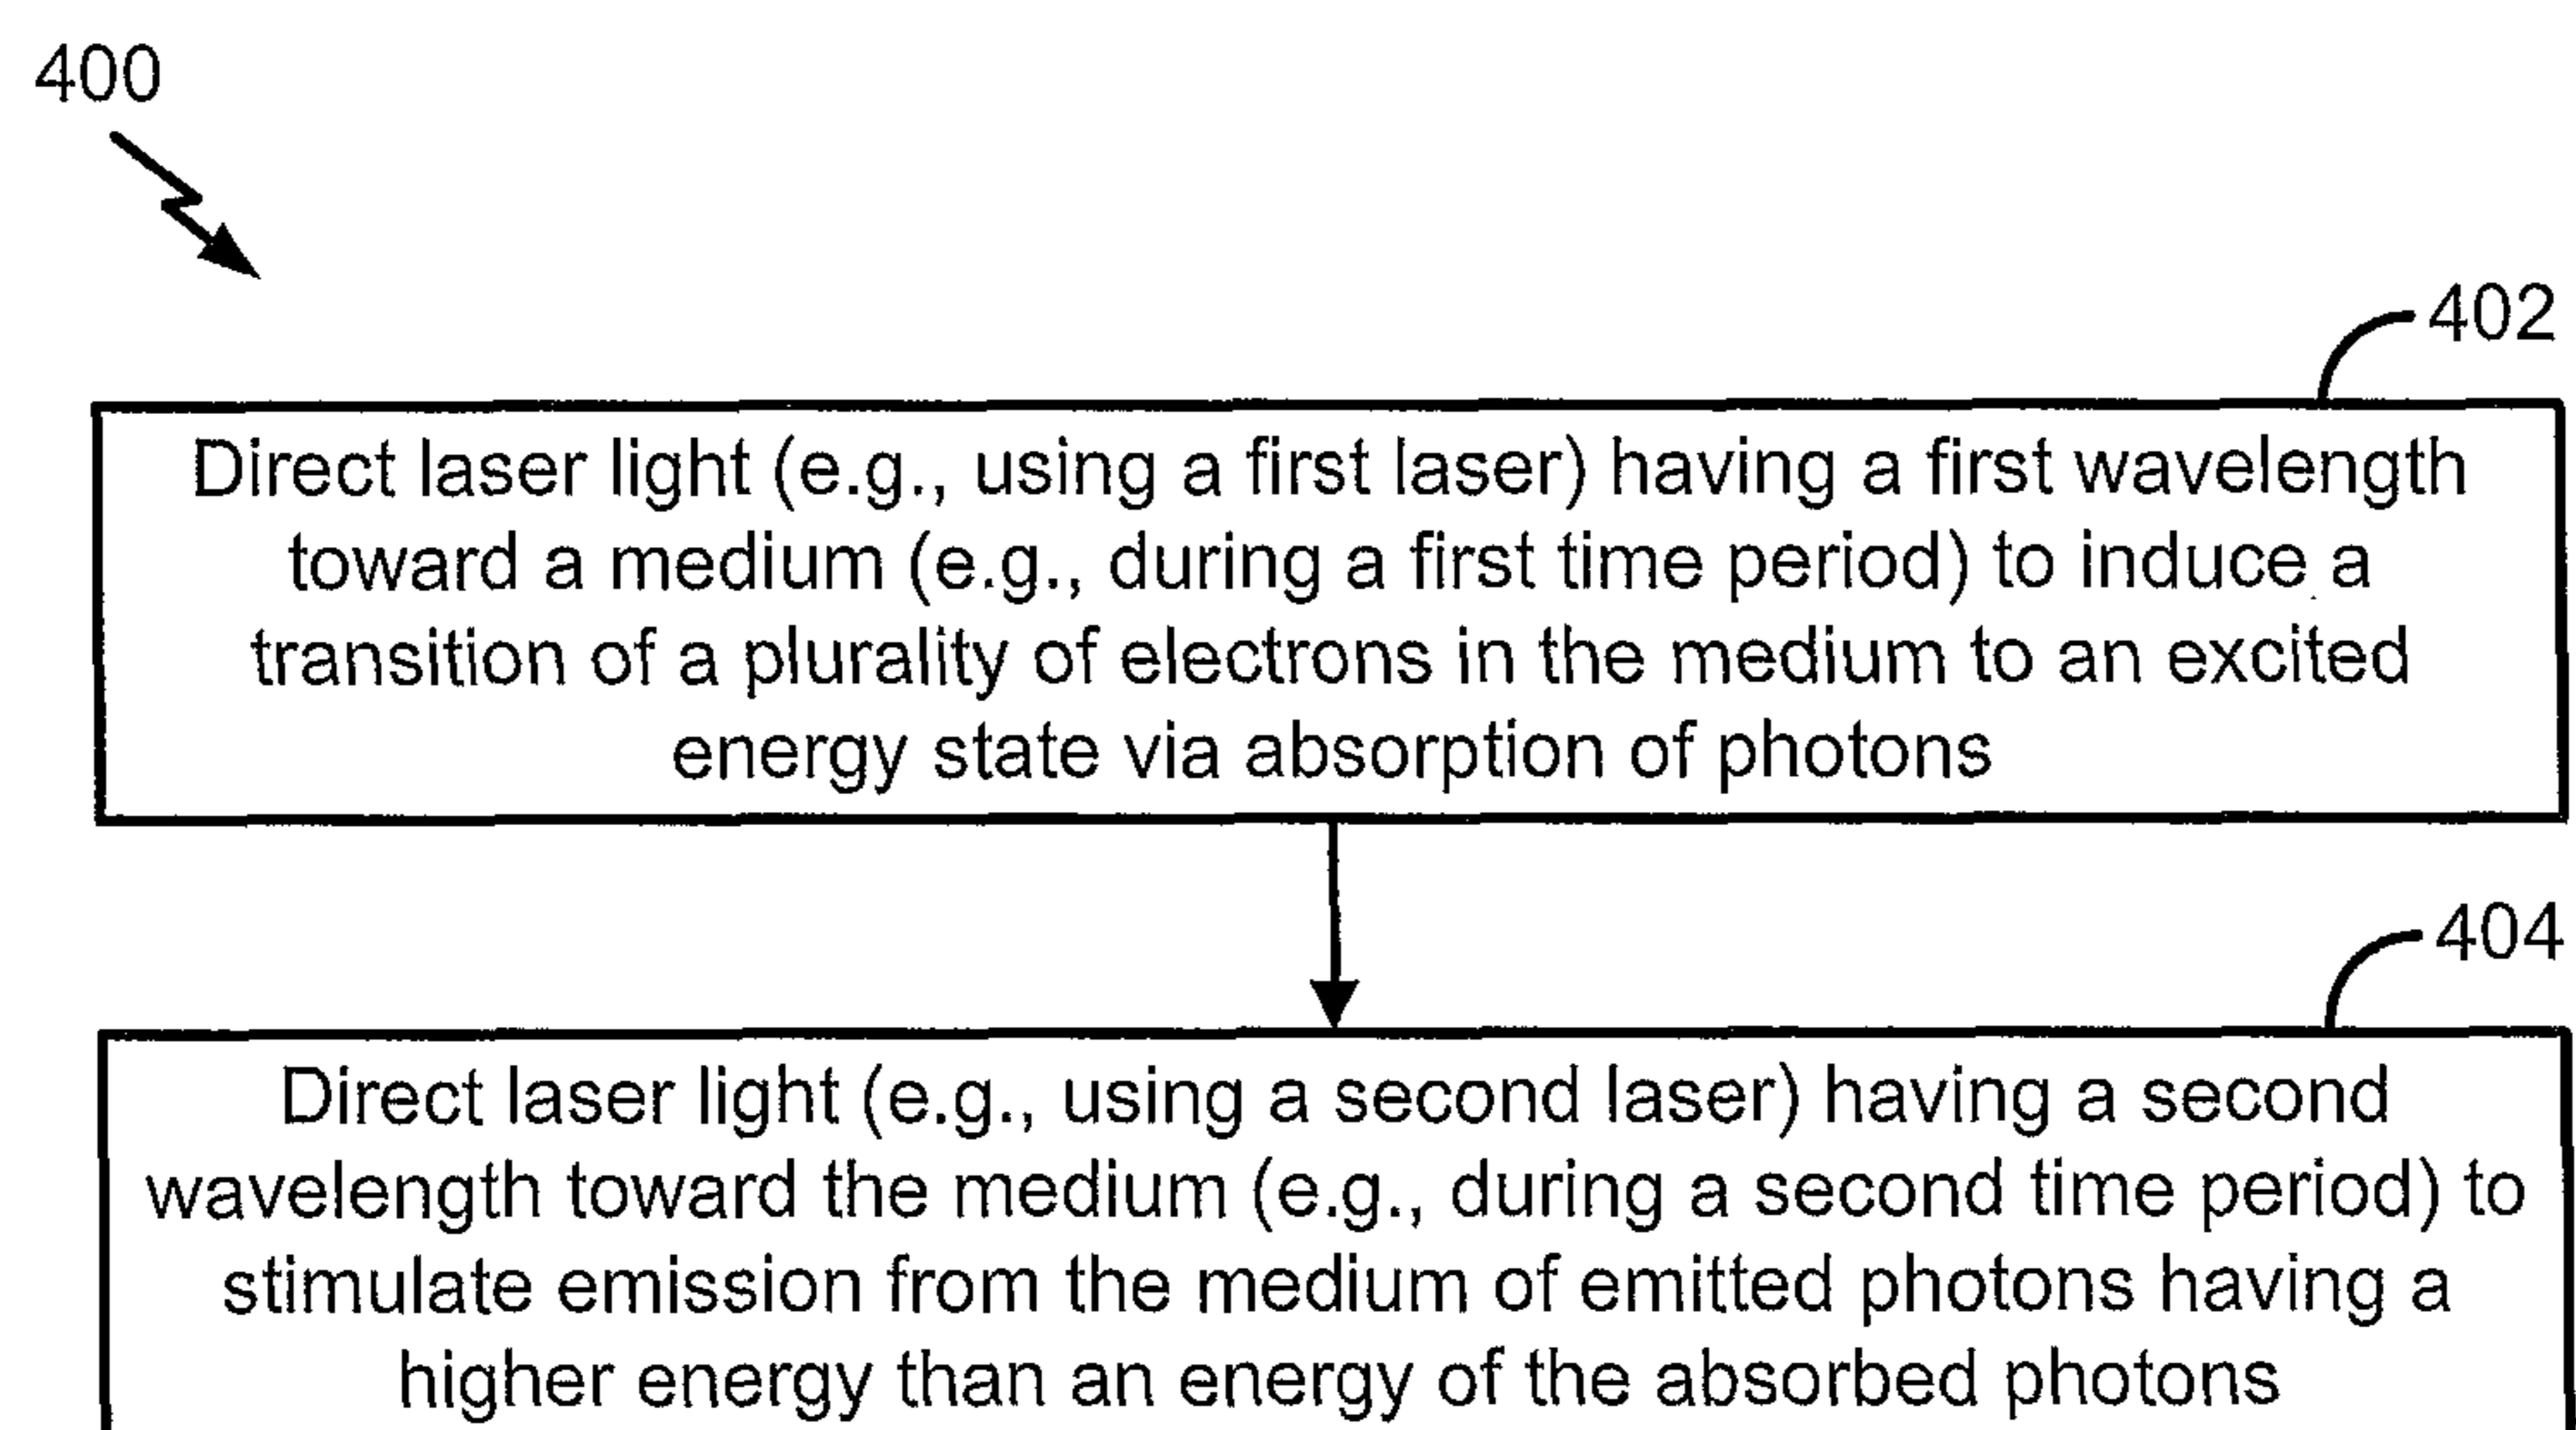 400
402
Direct laser light (e.g., using a first laser) having a first wavelength
toward a medium (e.g., during a first time period) to induce a
transition of a plurality of electrons in the medium to an excited
energy state via absorption of photons
404
Direct laser light (e.g., using a second laser) having a second
wavelength toward the medium (e.g., during a second time period) to
stimulate emission from the medium of emitted photons having a
higher energy than an energy of the absorbed photons